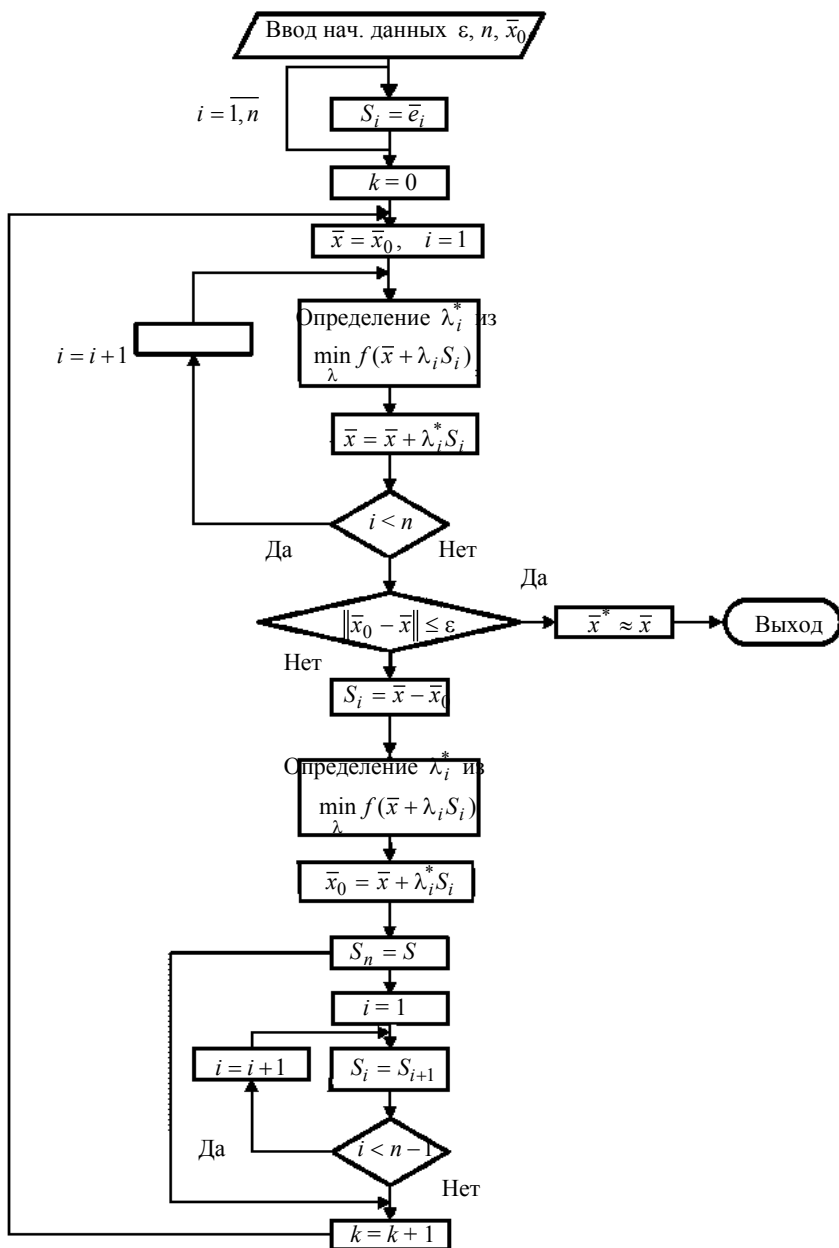 Ввод нач. данных ε, n, x̅₀
i = 1, n
Sᵢ = e̅ᵢ
k = 0
x̅ = x̅₀, i = 1
Определение λᵢ* из
min f(x̅ + λᵢSᵢ)
λ
i = i + 1
x̅ = x̅ + λᵢ*Sᵢ
i < n
Да
Нет
Да
‖x̅₀ − x̅‖ ≤ ε
x̅* ≈ x̅
Выход
Нет
Sᵢ = x̅ − x̅₀
Определение λᵢ* из
min f(x̅ + λᵢSᵢ)
λ
x̅₀ = x̅ + λᵢ*Sᵢ
Sₙ = S
i = 1
i = i + 1
Sᵢ = Sᵢ₊₁
Да
i < n − 1
Нет
k = k + 1